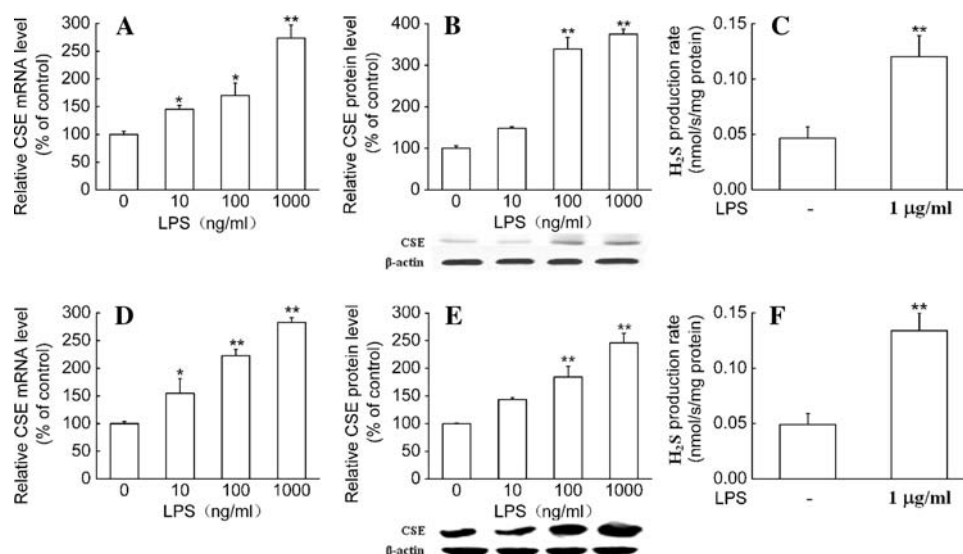 A
Relative CSE mRNA level
(% of control)
300
250
200
150
100
50
0
*
*
**
0 10 100 1000
LPS（ng/ml）
B
Relative CSE protein level
(% of control)
400
300
200
100
0
**
**
0 10 100 1000
LPS（ng/ml）
CSE
β-actin
C
H₂S production rate
(nmol/s/mg protein)
0.15
0.10
0.05
0.00
**
LPS - 1 μg/ml
D
Relative CSE mRNA level
(% of control)
300
250
200
150
100
50
0
*
**
**
0 10 100 1000
LPS（ng/ml）
E
Relative CSE protein level
(% of control)
300
250
200
150
100
50
0
**
**
0 10 100 1000
LPS（ng/ml）
CSE
β-actin
F
H₂S production rate
(nmol/s/mg protein)
0.15
0.10
0.05
0.00
**
LPS - 1 μg/ml